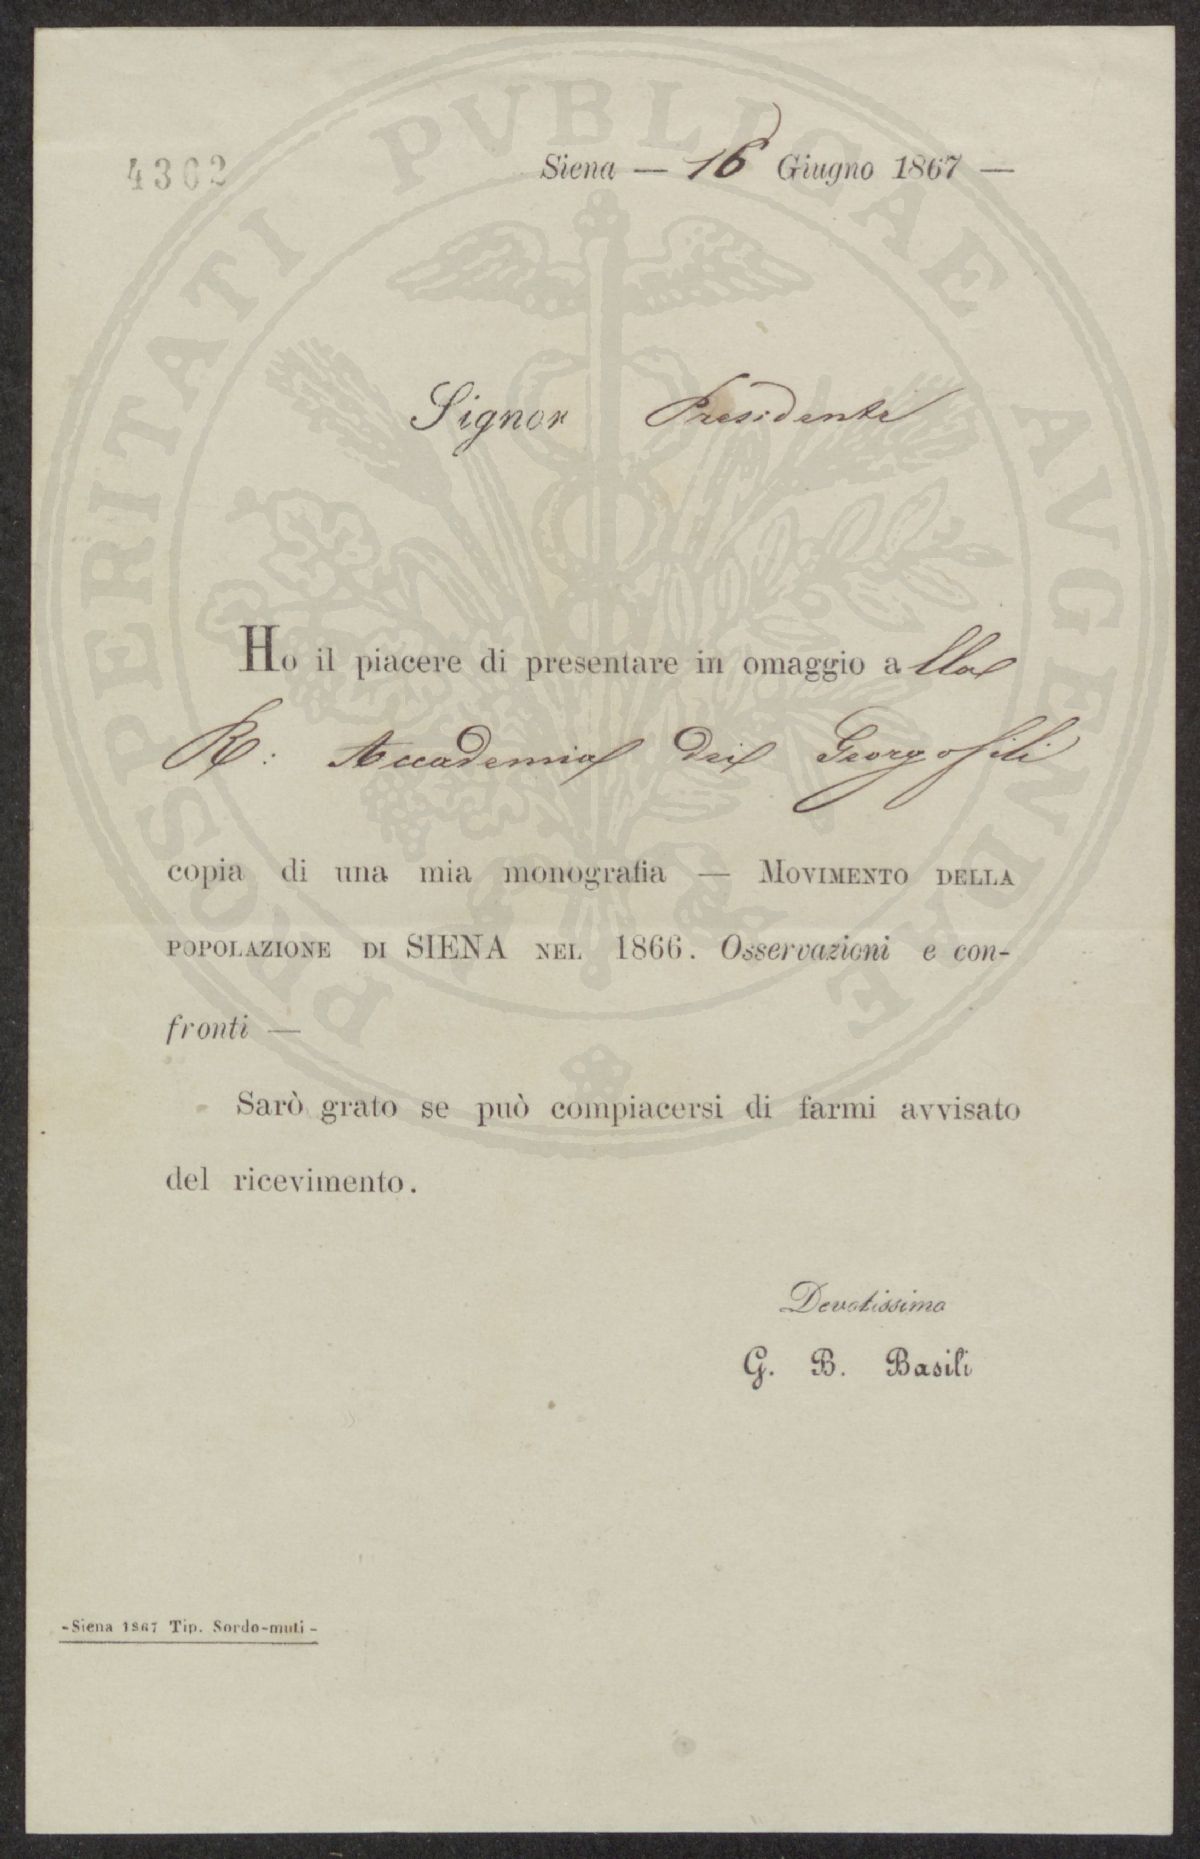 4302
Siena — 16 Giugno 1867 —
Signor Presidente
Ho il piacere di presentare in omaggio alla
R: Accademia dei Georgofili
copia di una mia monografia — MOVIMENTO DELLA
POPOLAZIONE DI SIENA NEL 1866. Osservazioni e con-
fronti —
Sarò grato se può compiacersi di farmi avvisato
del ricevimento.
Devotissimo
G. B. Basili
-Siena 1867 Tip. Sordo-muti-
PROSPERITATI PVBLICAE AVGENDAE